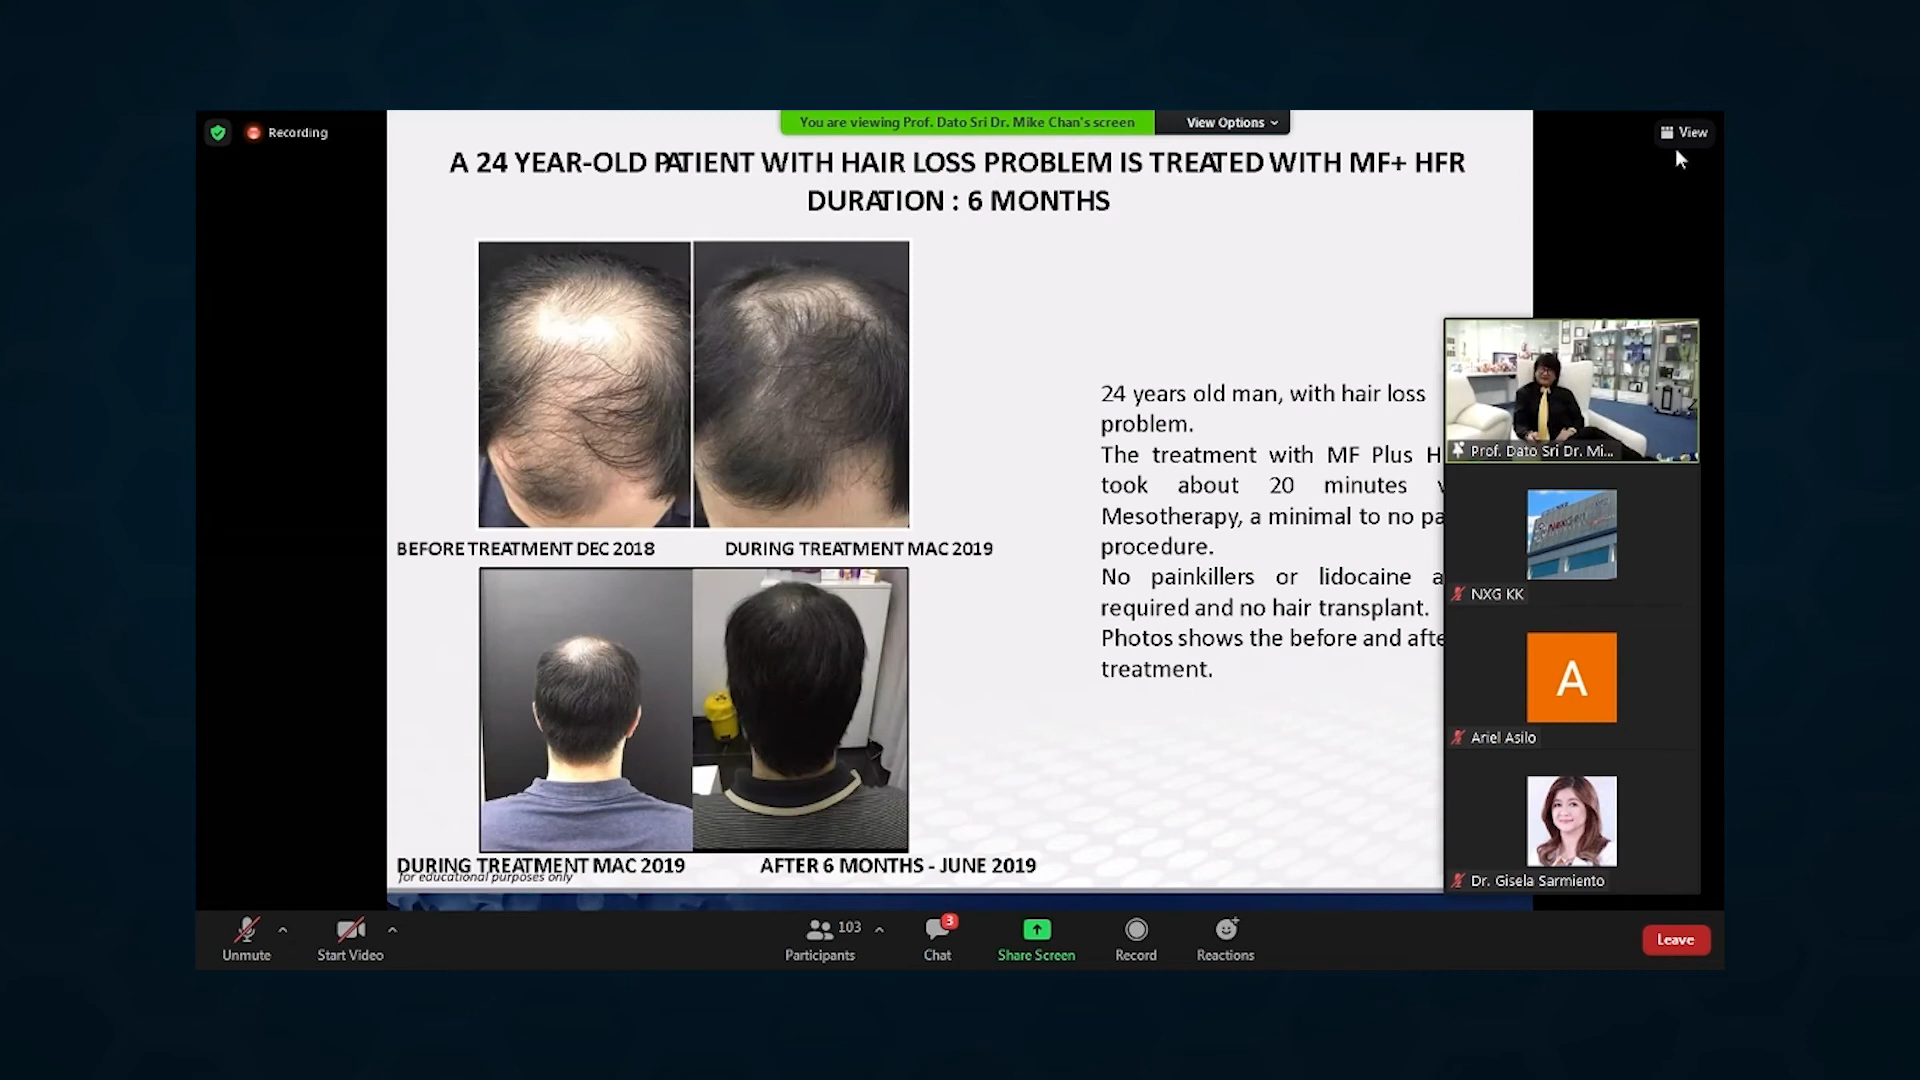 Recording
You are viewing Prof. Dato Sri Dr. Mike Chan's screen
View Options
View
A 24 YEAR-OLD PATIENT WITH HAIR LOSS PROBLEM IS TREATED WITH MF+ HFR
DURATION : 6 MONTHS
BEFORE TREATMENT DEC 2018
DURING TREATMENT MAC 2019
24 years old man, with hair loss
problem.
The treatment with MF Plus H
took about 20 minutes
Mesotherapy, a minimal to no pa
procedure.
No painkillers or lidocaine a
required and no hair transplant.
Photos shows the before and afte
treatment.
DURING TREATMENT MAC 2019
AFTER 6 MONTHS - JUNE 2019
for educational purposes only
Prof. Dato Sri Dr. Mi...
NXG KK
A
Ariel Asilo
Dr. Gisela Sarmiento
Unmute
Start Video
103
Participants
3
Chat
Share Screen
Record
Reactions
Leave